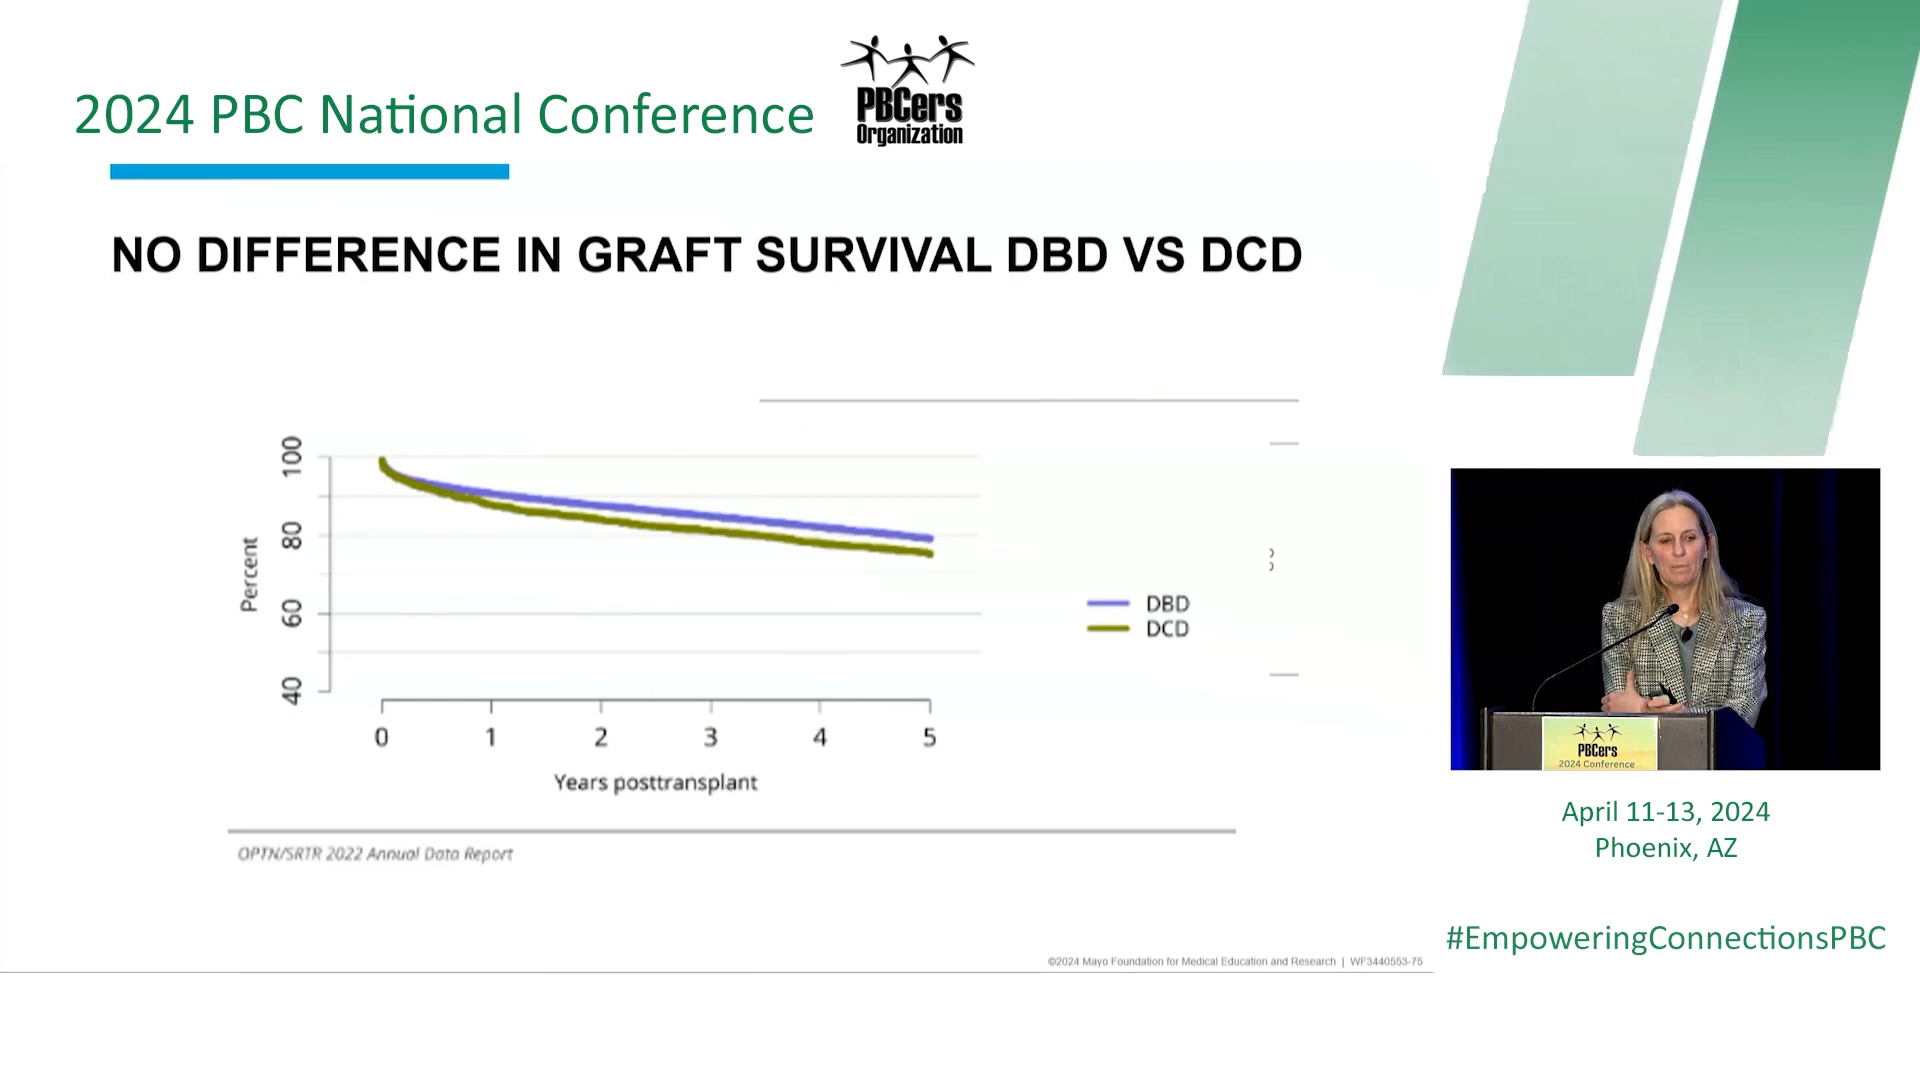 2024 PBC National Conference
PBCers
Organization
NO DIFFERENCE IN GRAFT SURVIVAL DBD VS DCD
100
80
60
40
Percent
0 1 2 3 4 5
Years posttransplant
DBD
DCD
OPTN/SRTR 2022 Annual Data Report
©2024 Mayo Foundation for Medical Education and Research | WF3440553-75
PBCers
2024 Conference
April 11-13, 2024
Phoenix, AZ
#EmpoweringConnectionsPBC